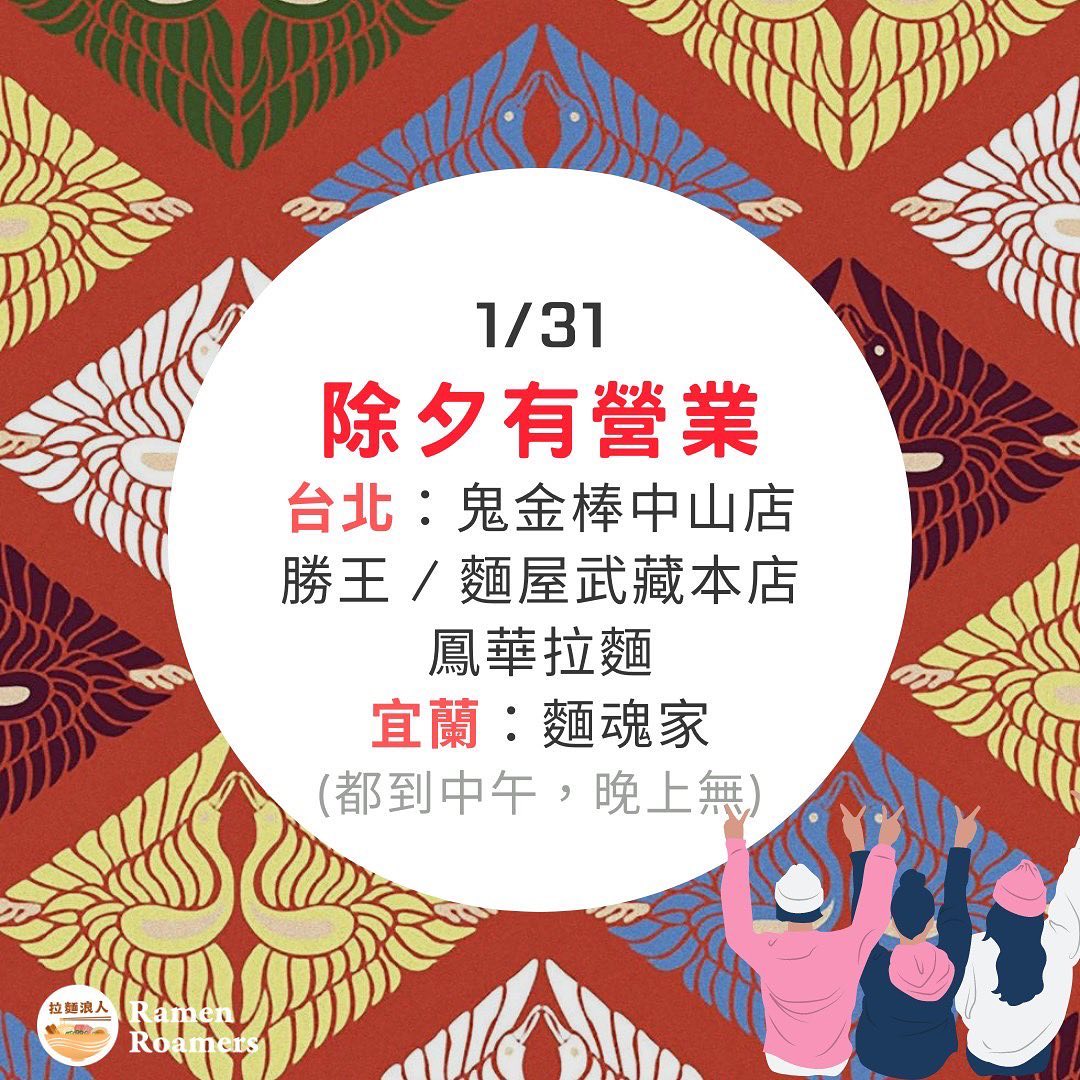 1/31
除夕有營業
台北：鬼金棒中山店
勝王 / 麵屋武藏本店
鳳華拉麵
宜蘭：麵魂家
(都到中午，晚上無)
拉麵浪人
Ramen
Roamers